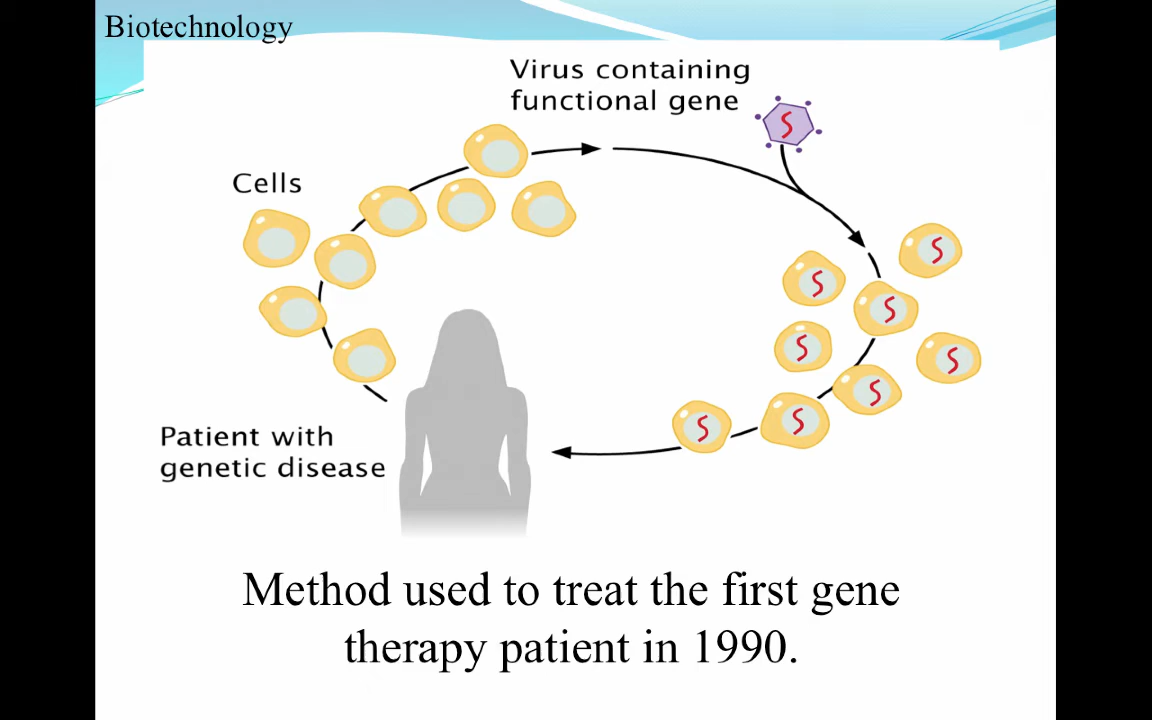 Biotechnology
Virus containing
functional gene
Cells
Patient with
genetic disease
Method used to treat the first gene
therapy patient in 1990.